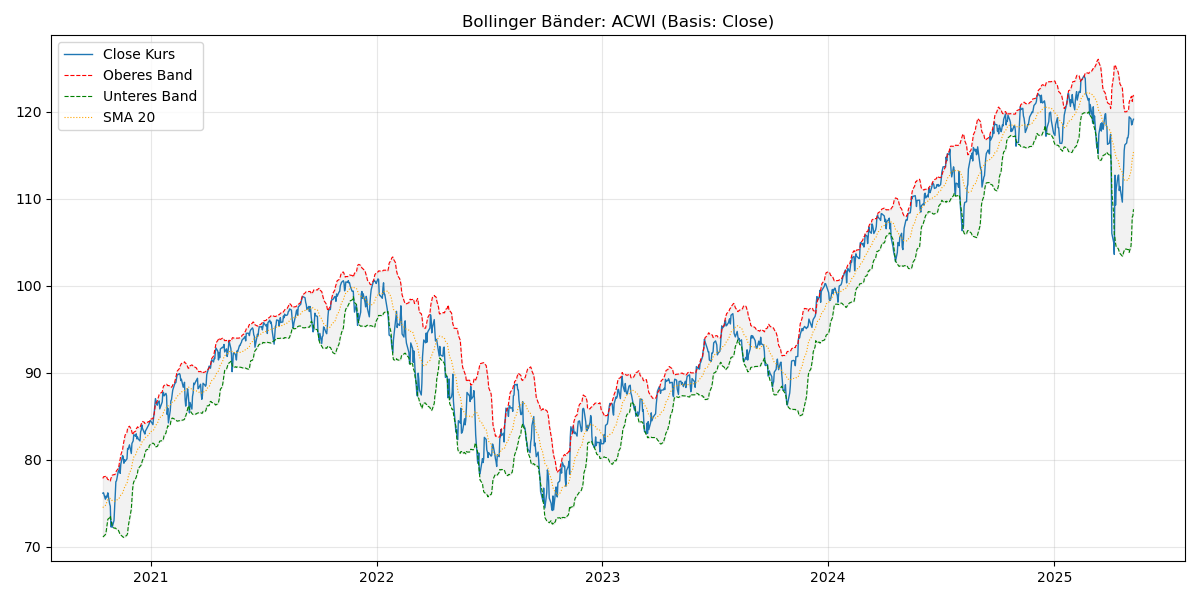 Bollinger Bänder: ACWI (Basis: Close)
Close Kurs
Oberes Band
Unteres Band
SMA 20
120
110
100
90
80
70
2021 2022 2023 2024 2025